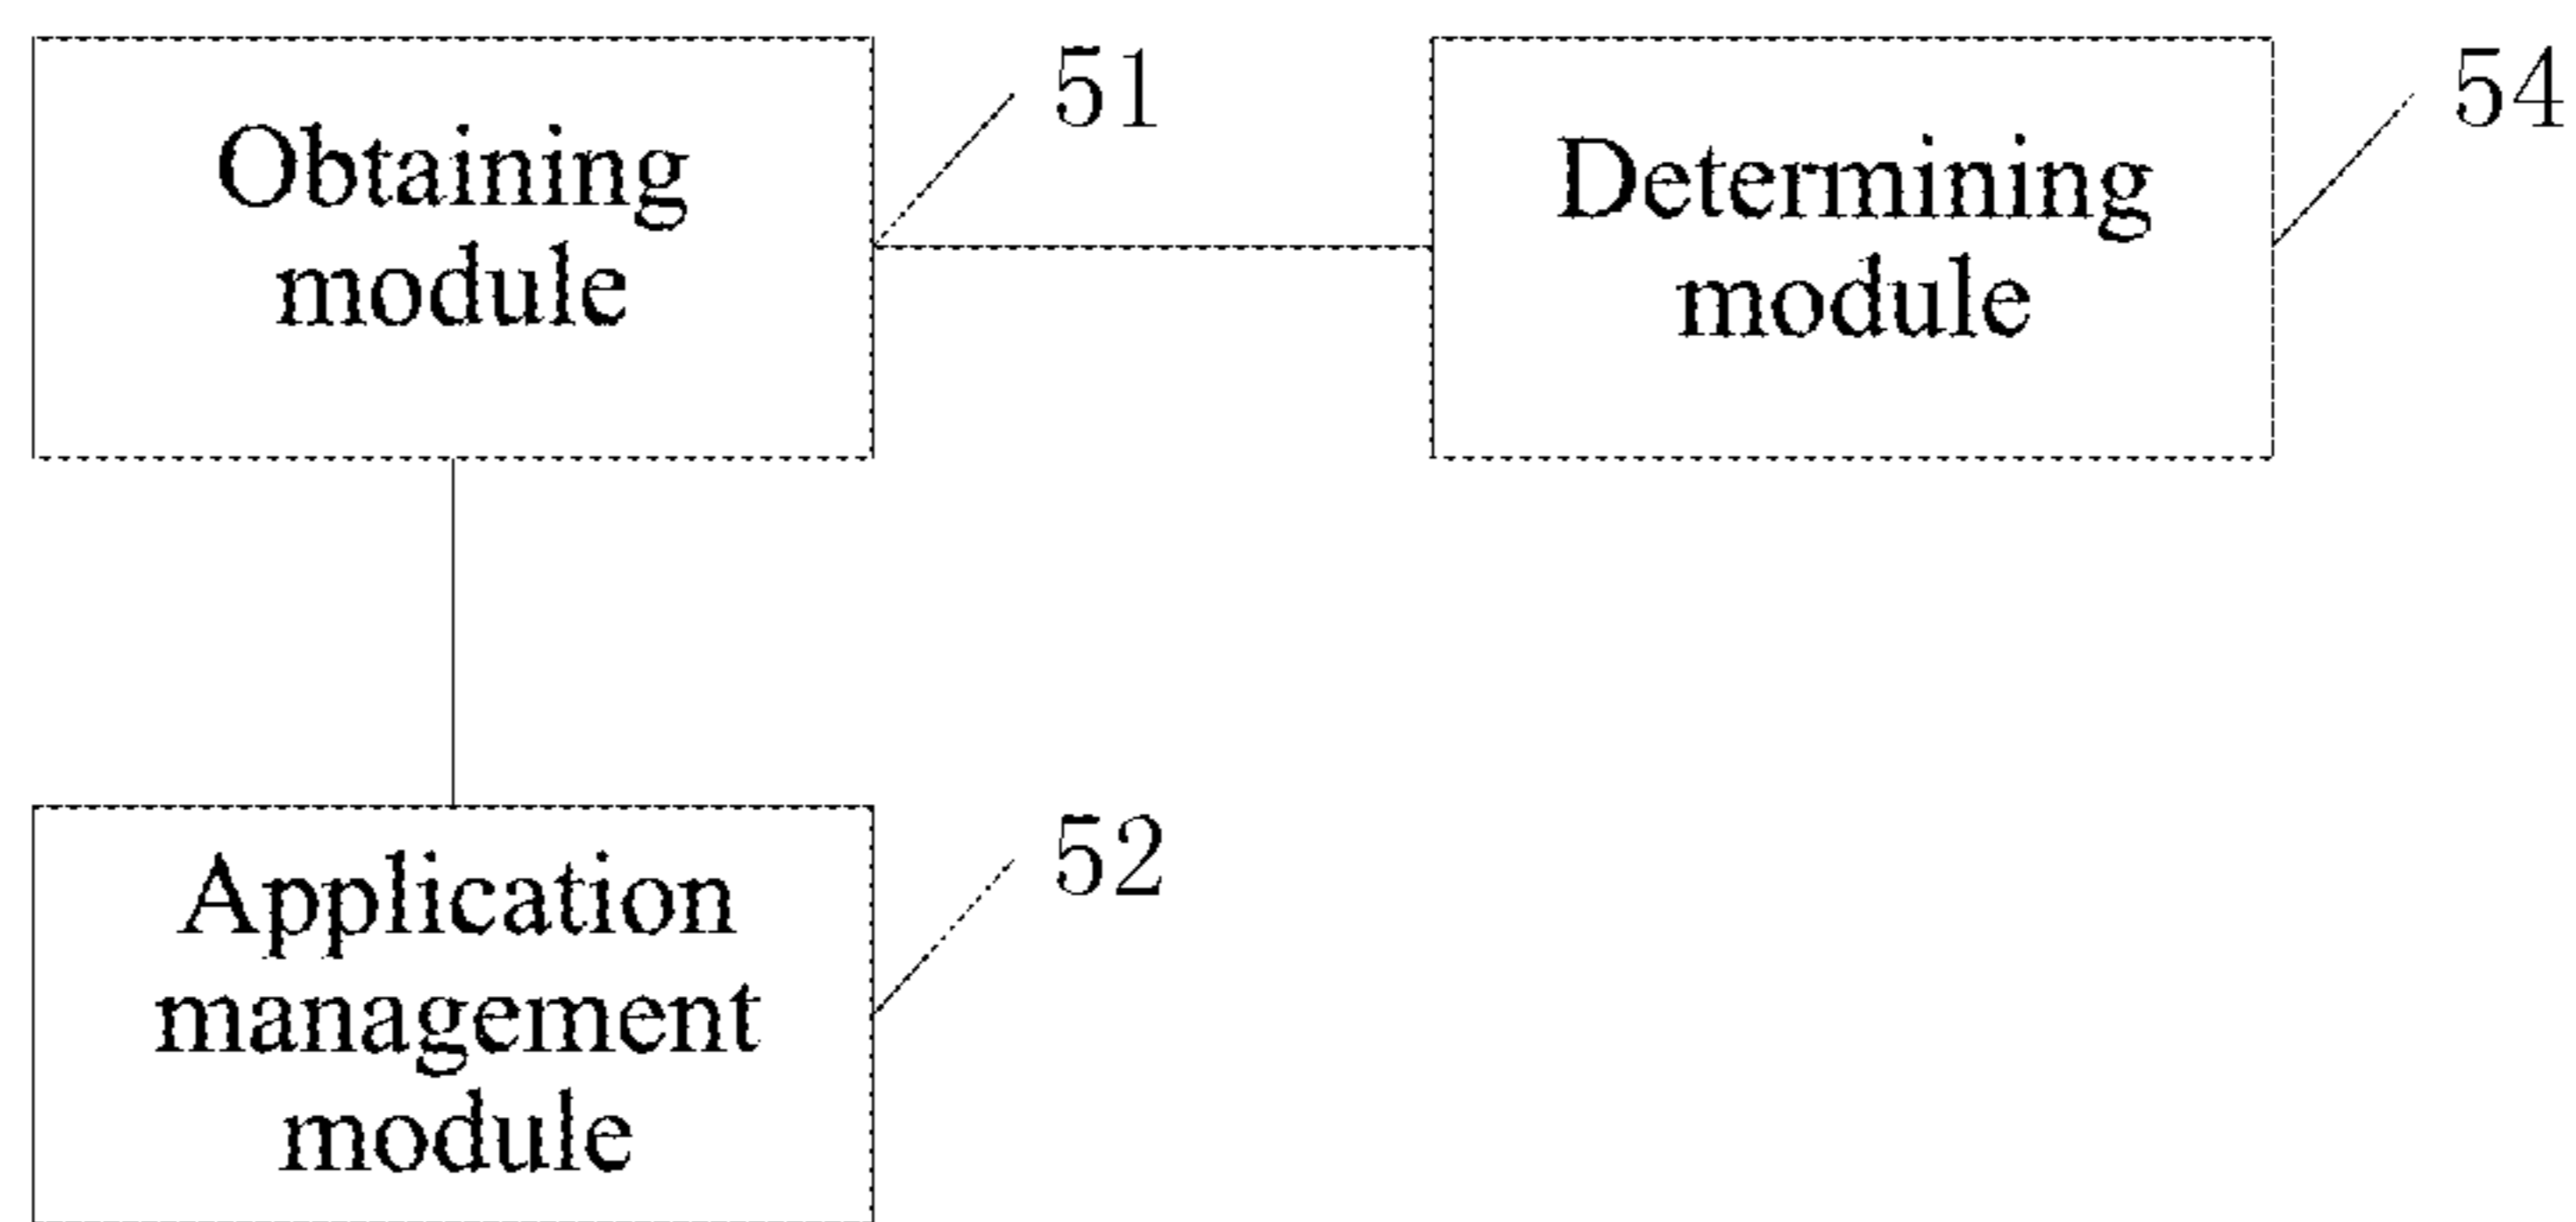 Obtaining
module
51
Determining
module
54
Application
management
module
52